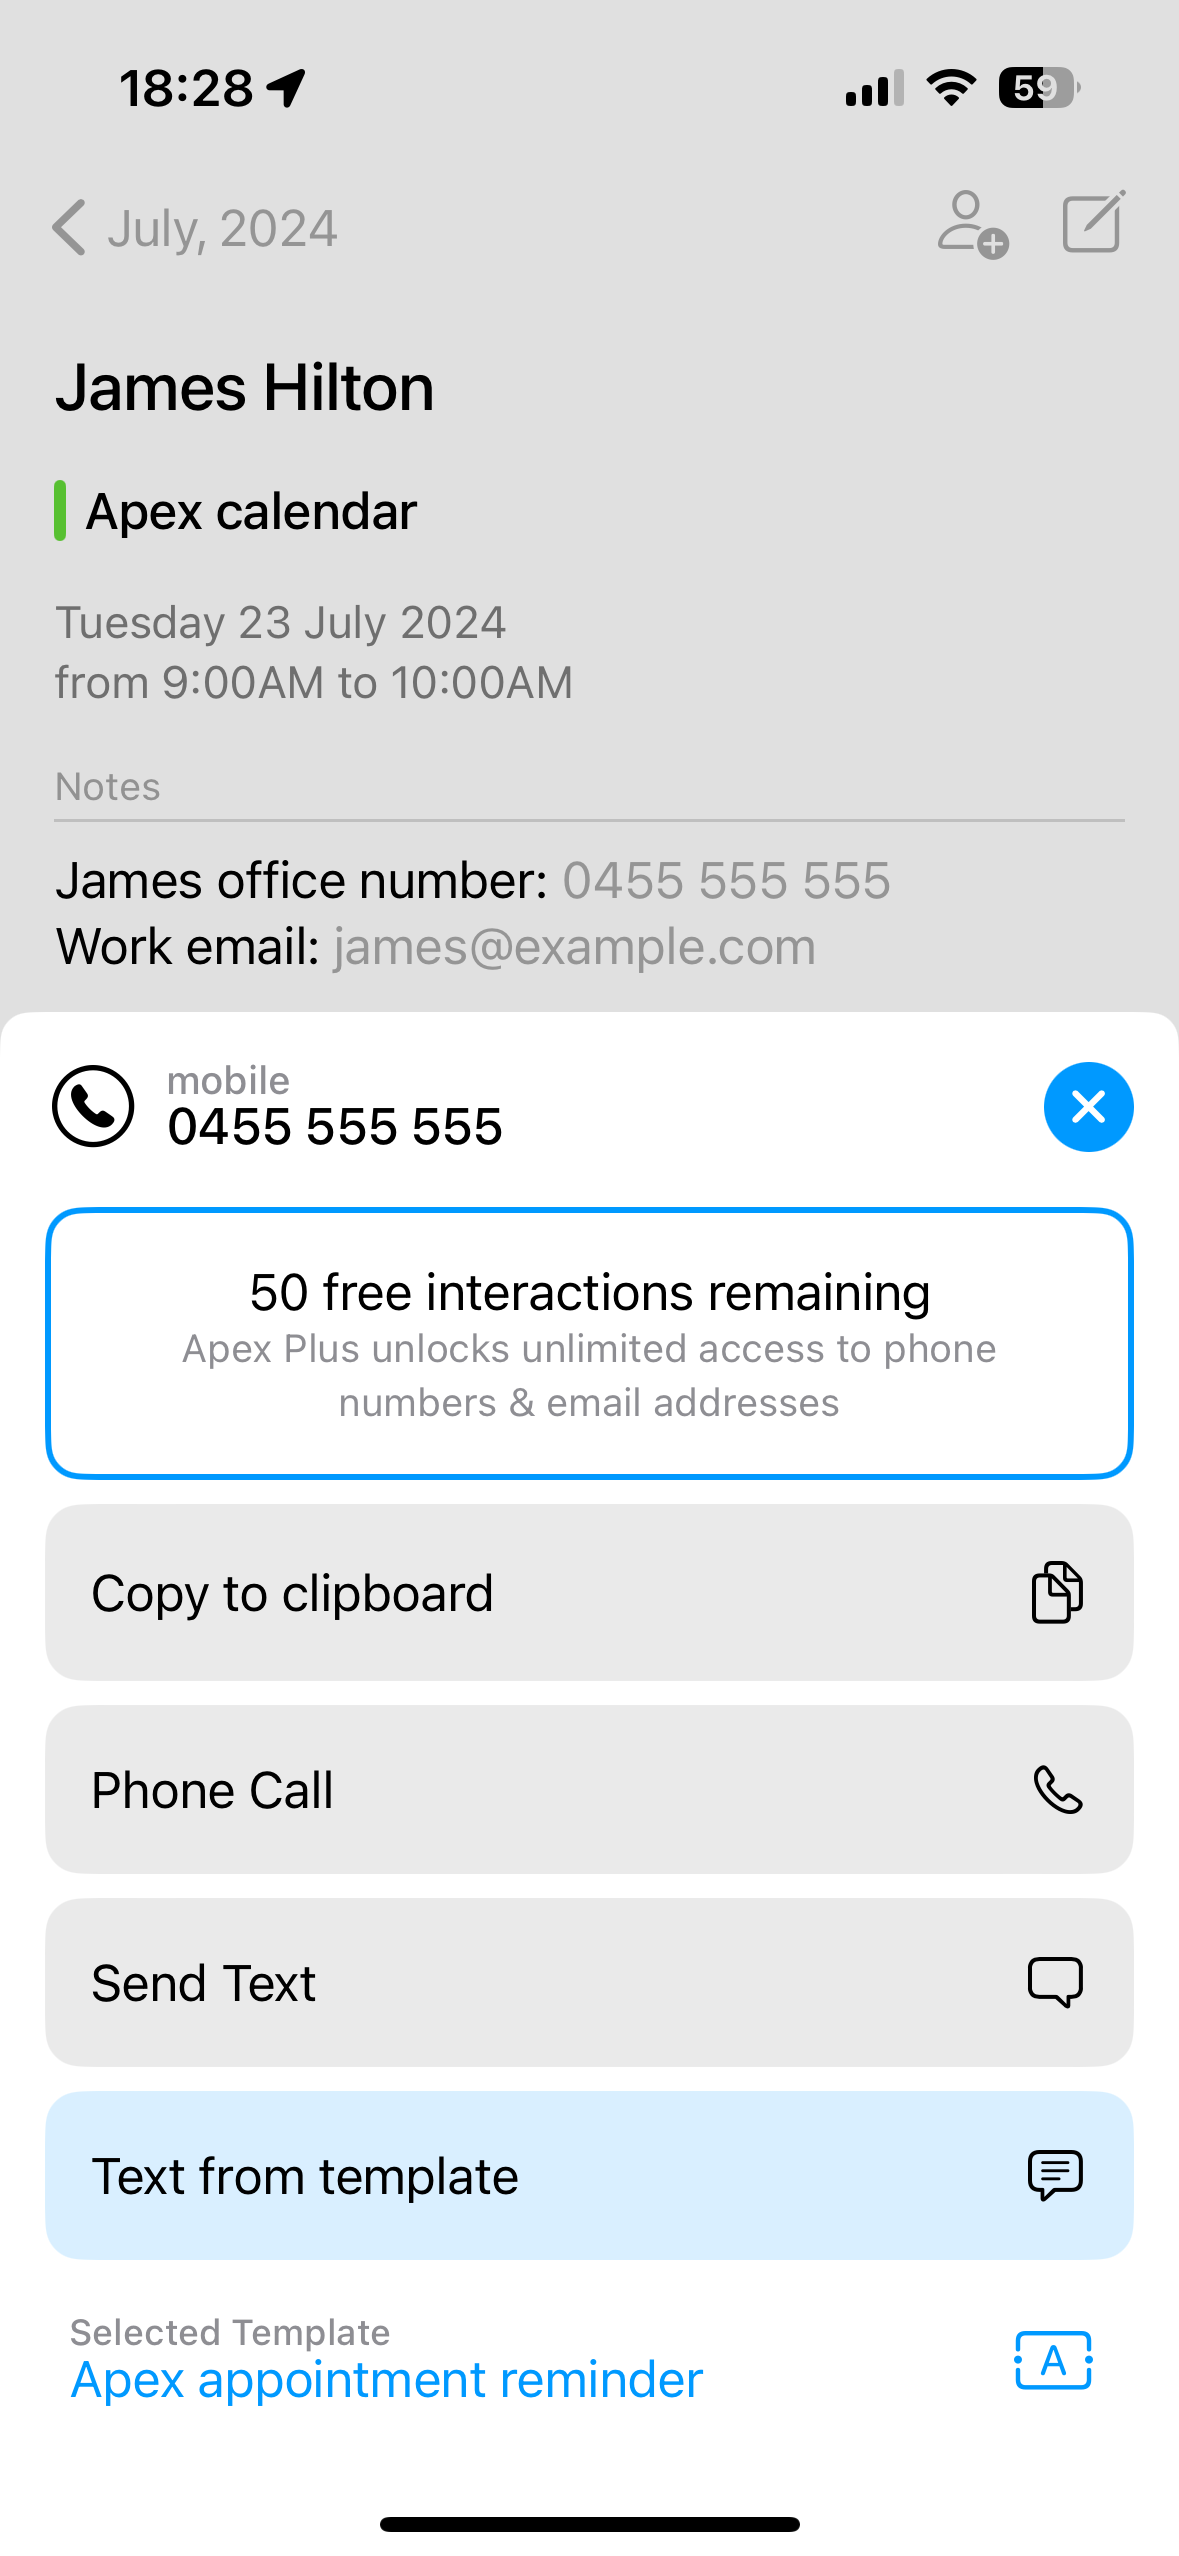 18:28
59
July, 2024
James Hilton
Apex calendar
Tuesday 23 July 2024
from 9:00AM to 10:00AM
Notes
James office number: 0455 555 555
Work email: james@example.com
mobile
0455 555 555
50 free interactions remaining
Apex Plus unlocks unlimited access to phone
numbers & email addresses
Copy to clipboard
Phone Call
Send Text
Text from template
Selected Template
Apex appointment reminder
A